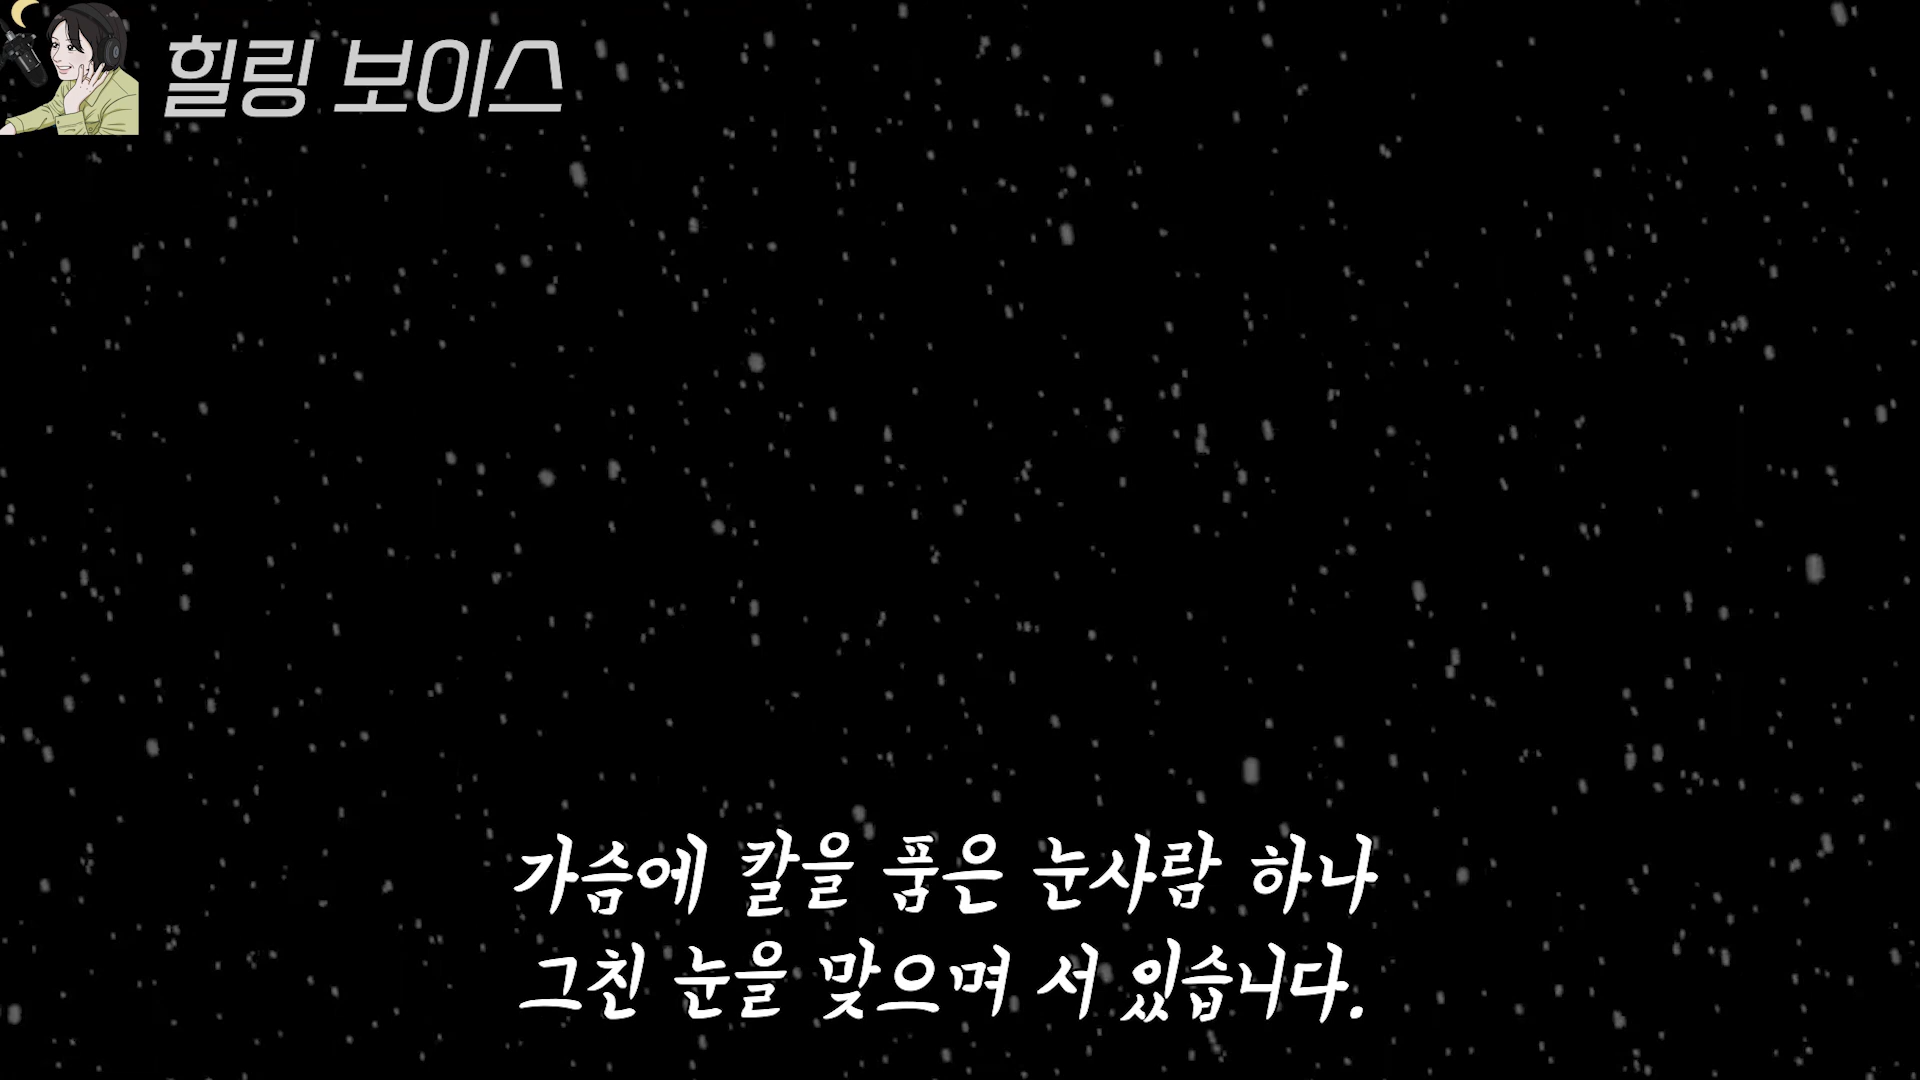 힐링 보이스
가슴에 칼을 품은 눈사람 하나
그친 눈을 맞으며 서 있습니다.